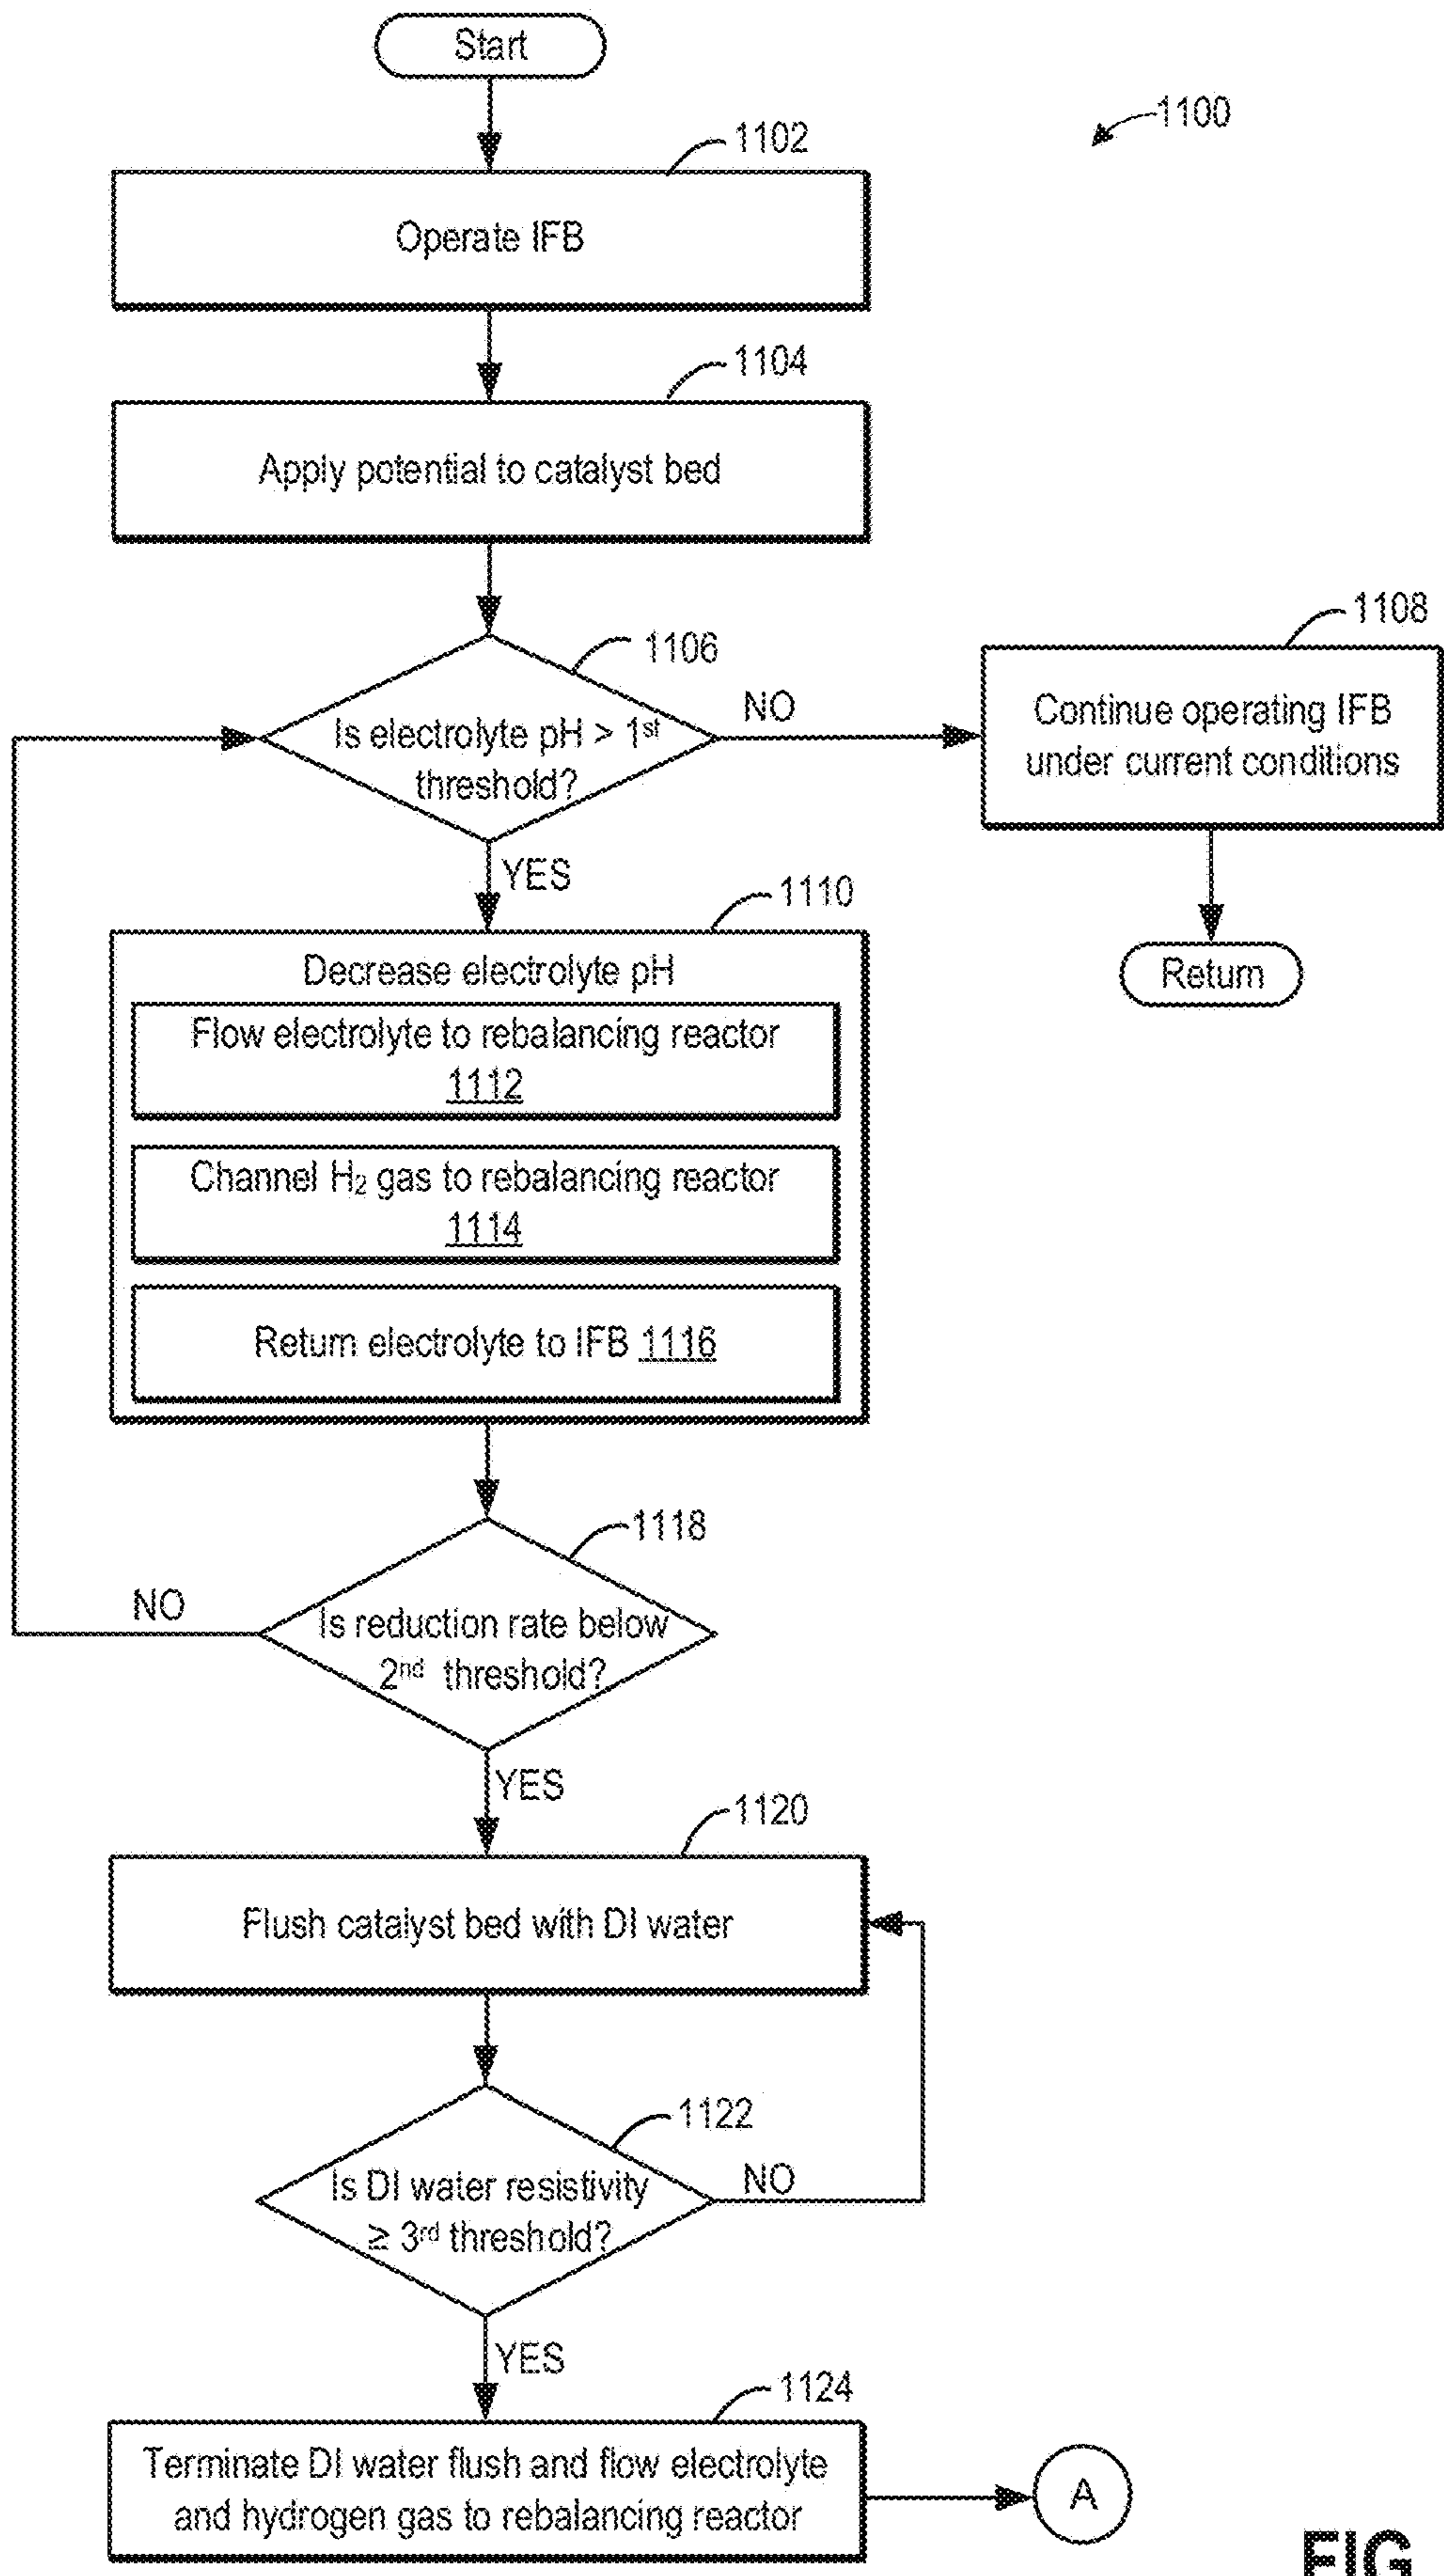 Start
1100
1102
Operate IFB
1104
Apply potential to catalyst bed
1106
Is electrolyte pH > 1st
threshold?
NO
1108
Continue operating IFB
under current conditions
Return
YES
1110
Decrease electrolyte pH
Flow electrolyte to rebalancing reactor
1112
Channel H₂ gas to rebalancing reactor
1114
Return electrolyte to IFB 1116
1118
Is reduction rate below
2nd threshold?
NO
YES
1120
Flush catalyst bed with DI water
1122
Is DI water resistivity
≥ 3rd threshold?
NO
YES
1124
Terminate DI water flush and flow electrolyte
and hydrogen gas to rebalancing reactor
A
FIG